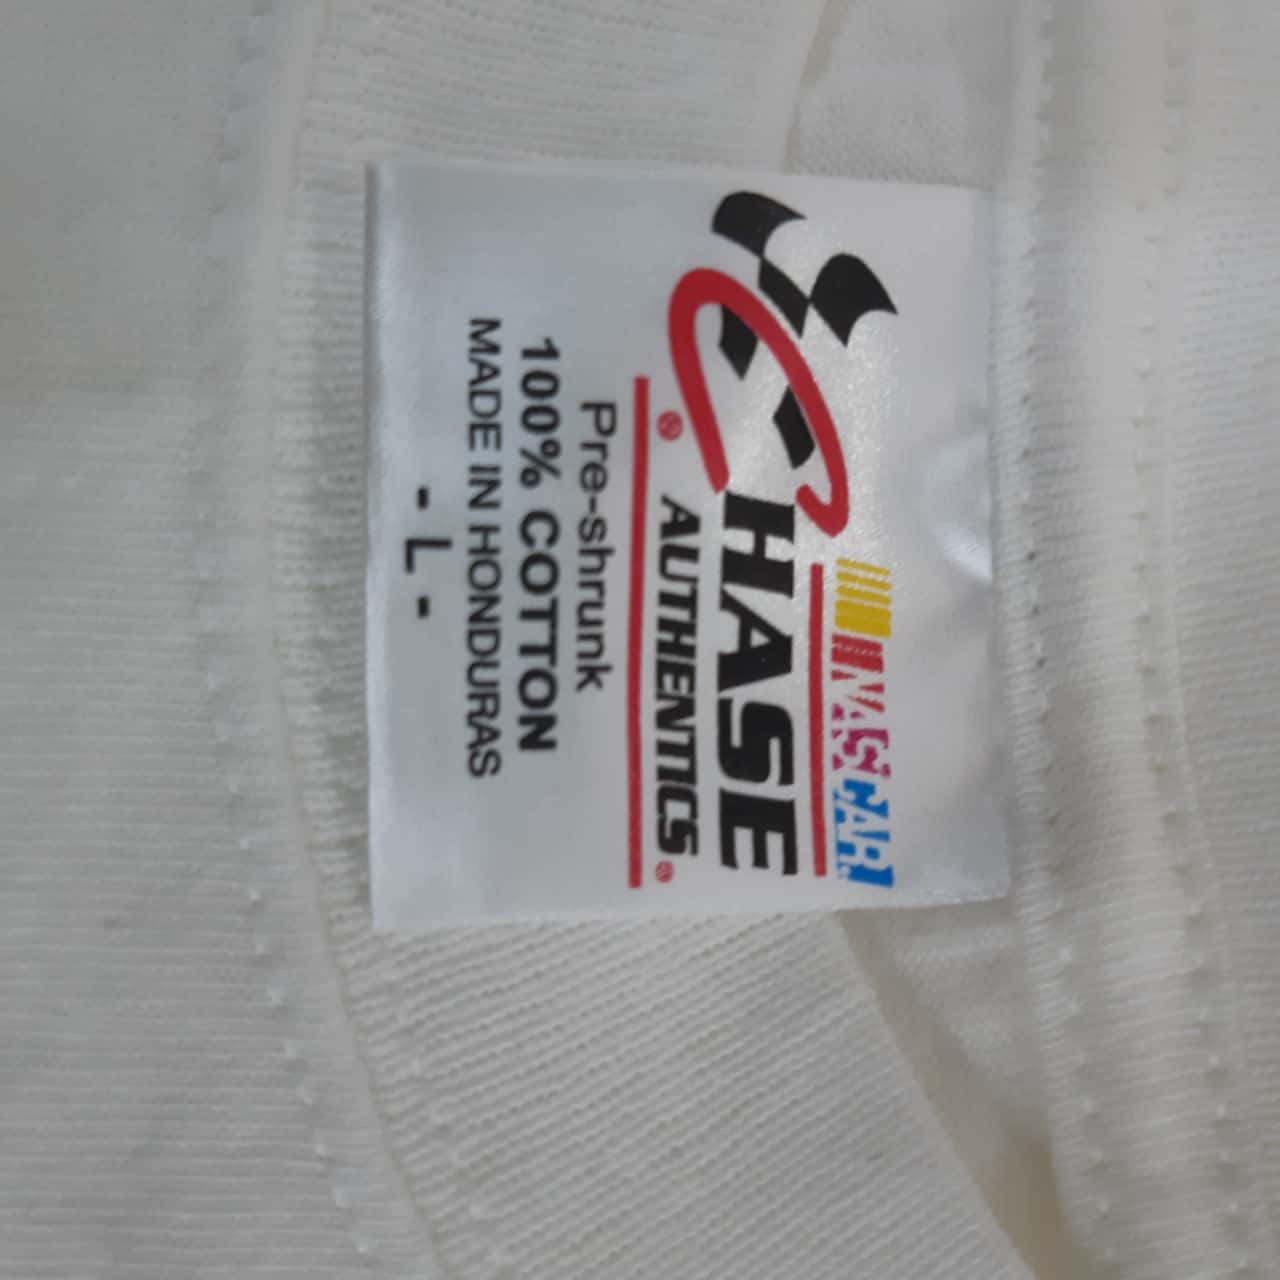 NASCAR
CHASE
AUTHENTICS®
Pre-shrunk
100% COTTON
MADE IN HONDURAS
- L -